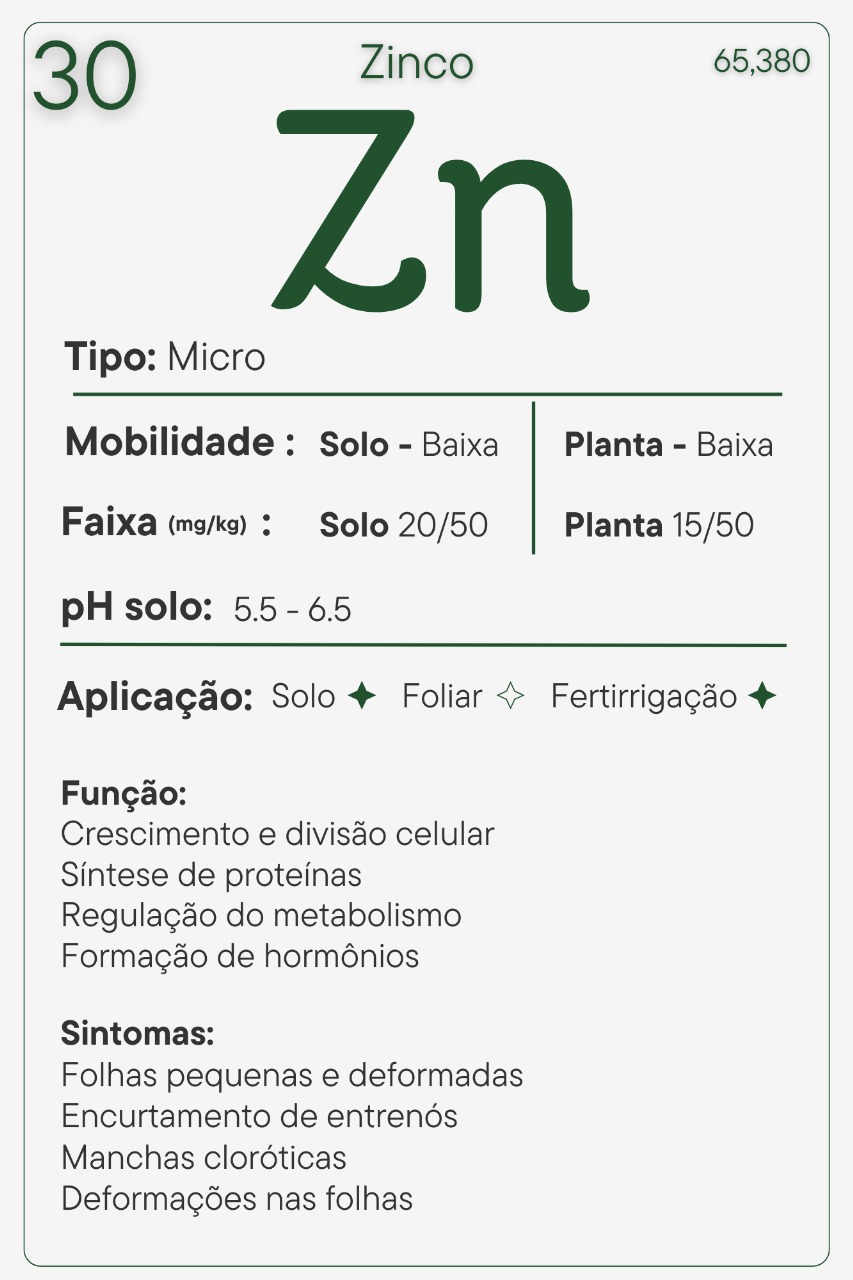 30 Zinco 65,380
Zn
Tipo: Micro
Mobilidade : Solo - Baixa Planta - Baixa
Faixa (mg/kg) : Solo 20/50 Planta 15/50
pH solo: 5.5 - 6.5
Aplicação: Solo Foliar Fertirrigação
Função:
Crescimento e divisão celular
Síntese de proteínas
Regulação do metabolismo
Formação de hormônios
Sintomas:
Folhas pequenas e deformadas
Encurtamento de entrenós
Manchas cloróticas
Deformações nas folhas